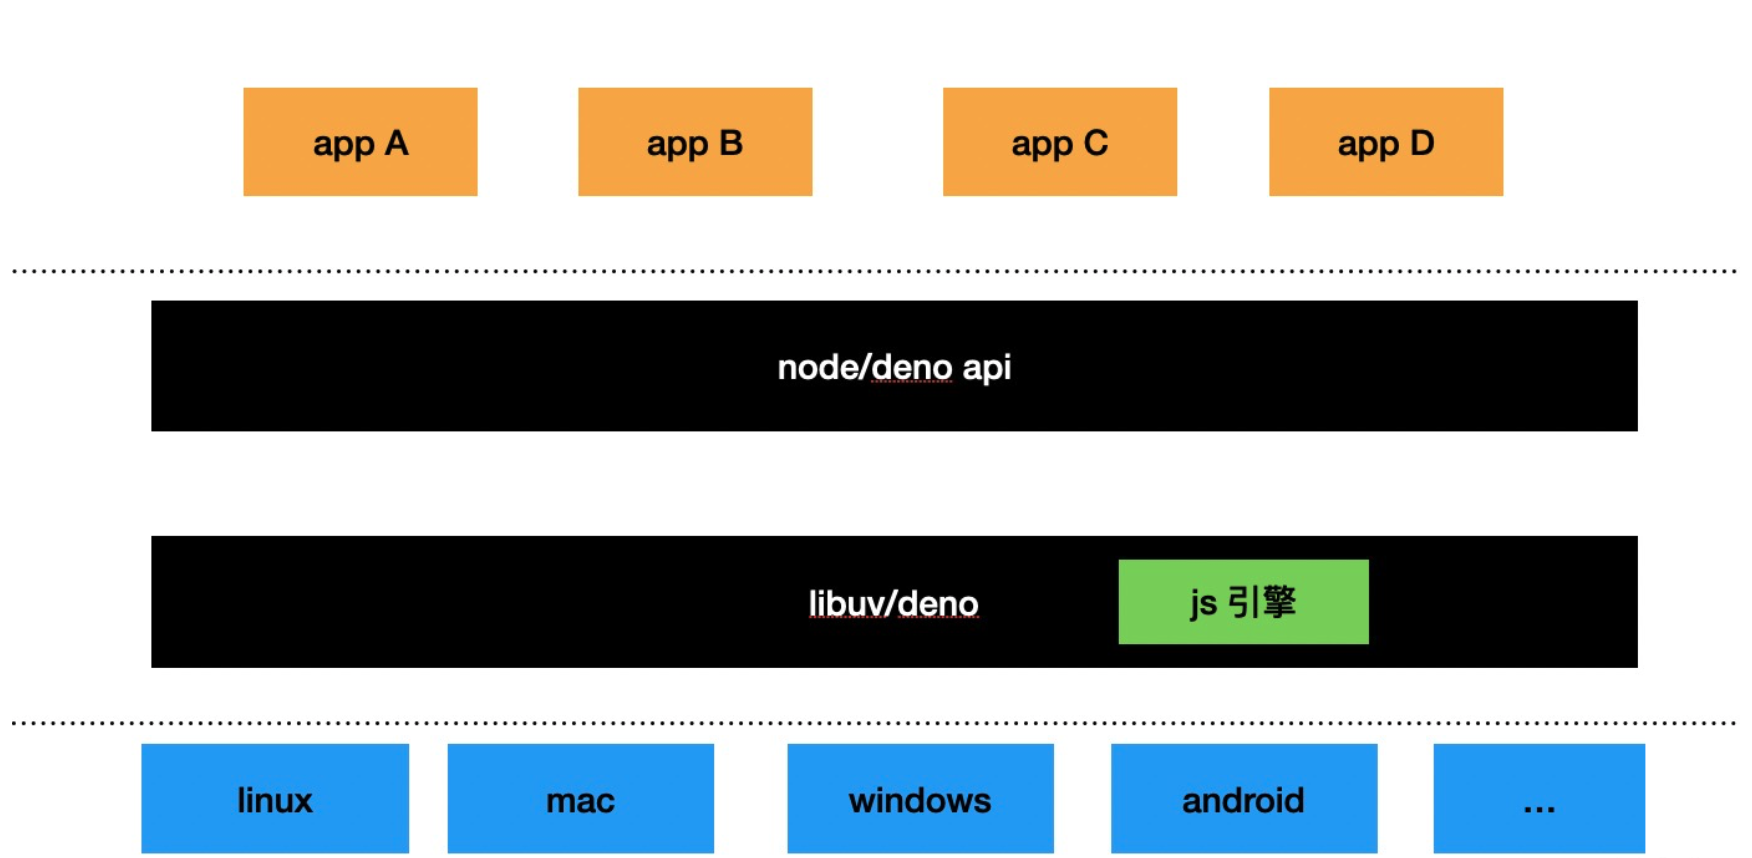 app A
app B
app C
app D
node/deno api
libuv/deno
js 引擎
linux
mac
windows
android
...